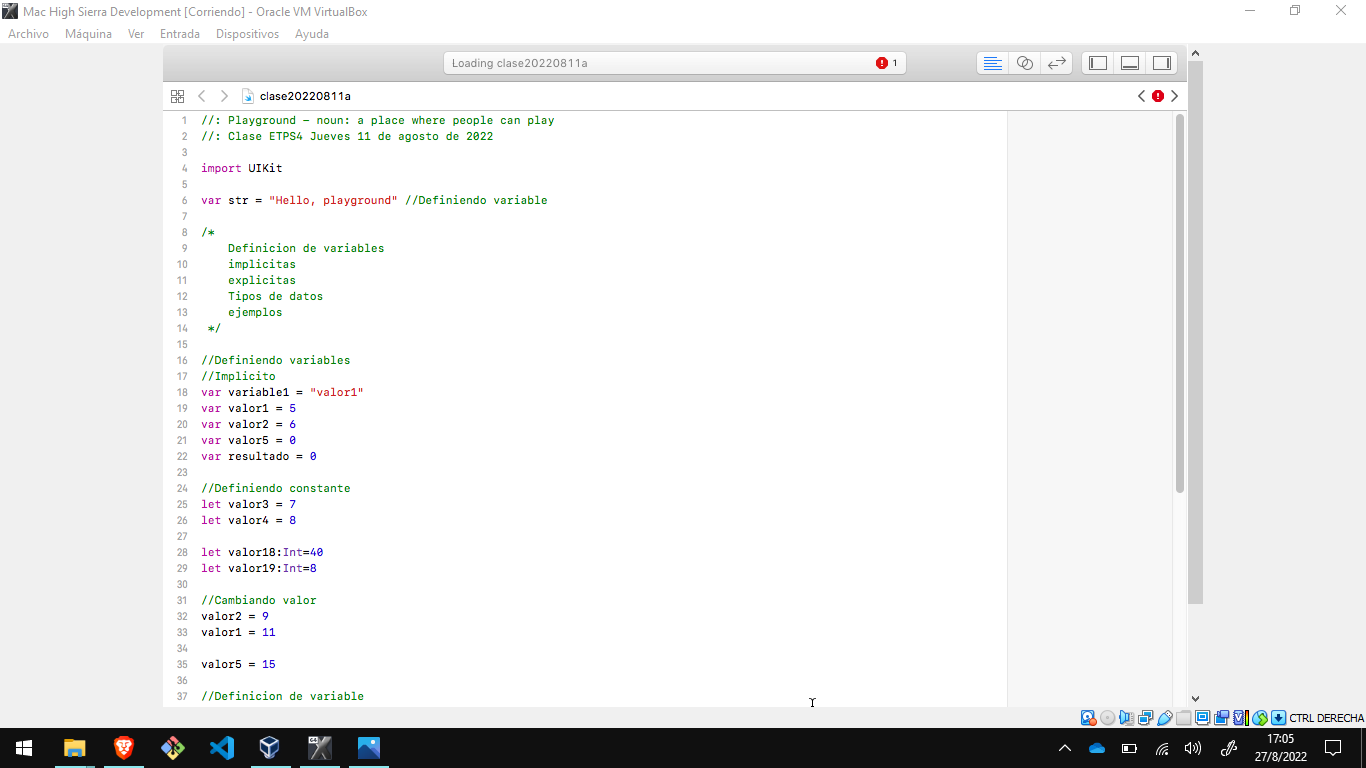 Mac High Sierra Development [Corriendo] - Oracle VM VirtualBox
Archivo Máquina Ver Entrada Dispositivos Ayuda
Loading clase20220811a 1
clase20220811a
1 //: Playground - noun: a place where people can play
2 //: Clase ETPS4 Jueves 11 de agosto de 2022
3
4 import UIKit
5
6 var str = "Hello, playground" //Definiendo variable
7
8 /*
9 Definicion de variables
10 implicitas
11 explicitas
12 Tipos de datos
13 ejemplos
14 */
15
16 //Definiendo variables
17 //Implicito
18 var variable1 = "valor1"
19 var valor1 = 5
20 var valor2 = 6
21 var valor5 = 0
22 var resultado = 0
23
24 //Definiendo constante
25 let valor3 = 7
26 let valor4 = 8
27
28 let valor18:Int=40
29 let valor19:Int=8
30
31 //Cambiando valor
32 valor2 = 9
33 valor1 = 11
34
35 valor5 = 15
36
37 //Definicion de variable
CTRL DERECHA
17:05
27/8/2022